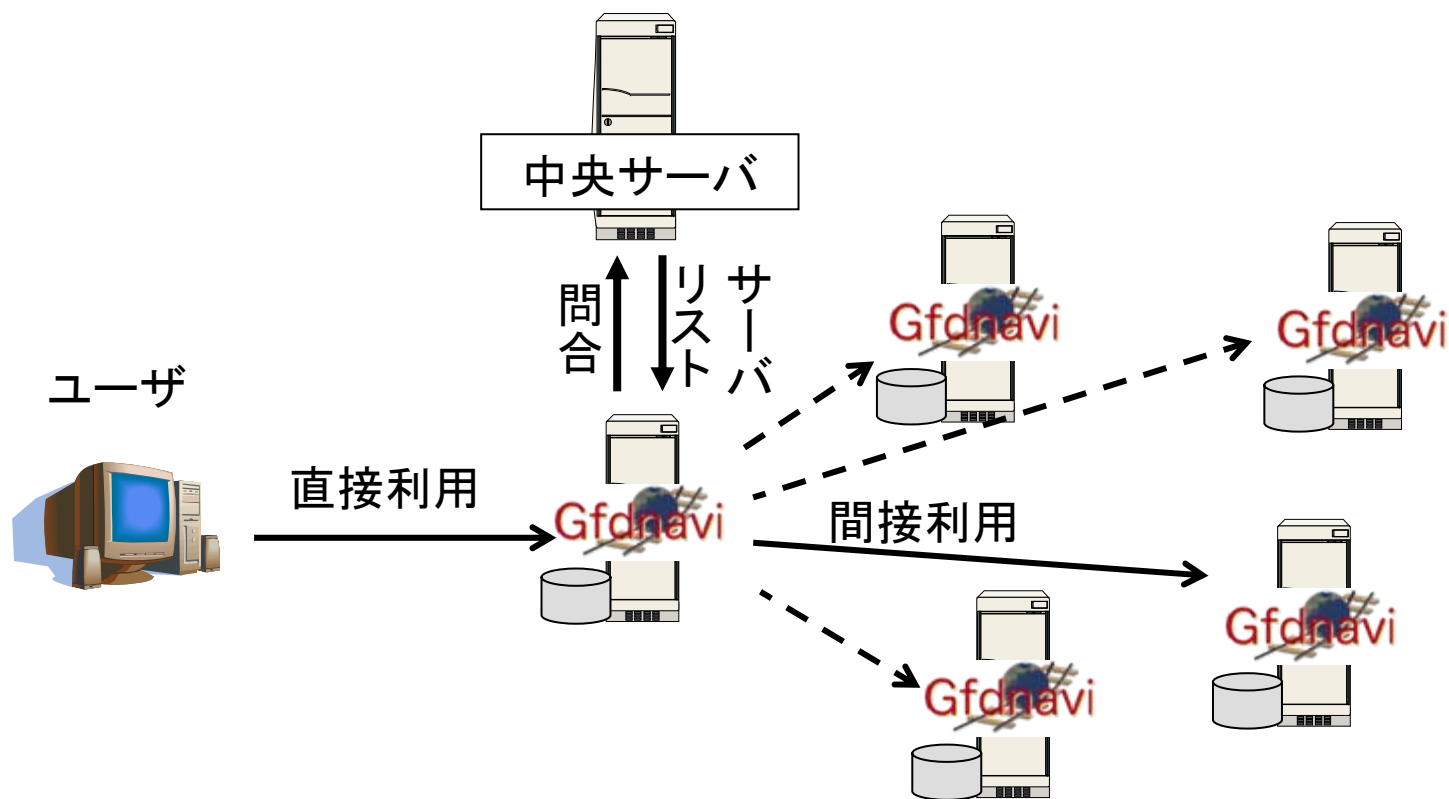 中央サーバ
問合
サーバ
リスト
Gfdnavi
Gfdnavi
ユーザ
直接利用
Gfdnavi
間接利用
Gfdnavi
Gfdnavi